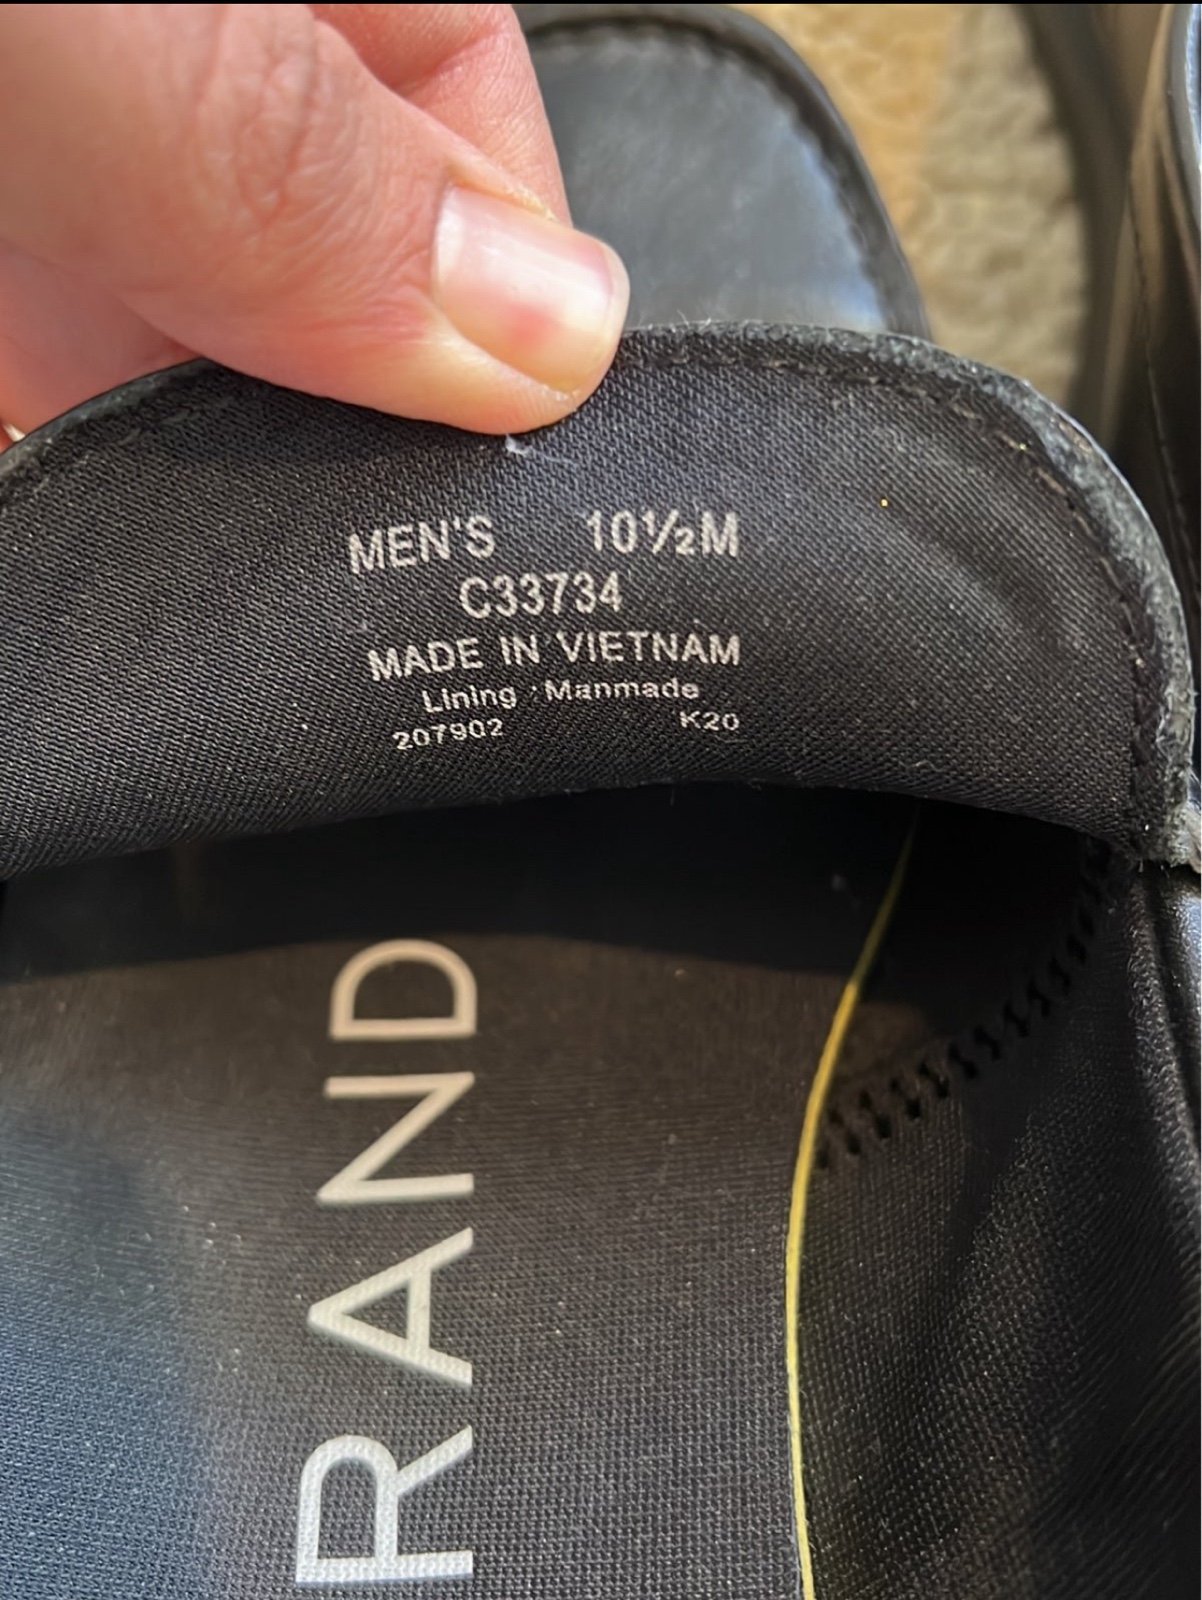 MEN'S 10½M
C33734
MADE IN VIETNAM
Lining : Manmade
207902 K20
RAND